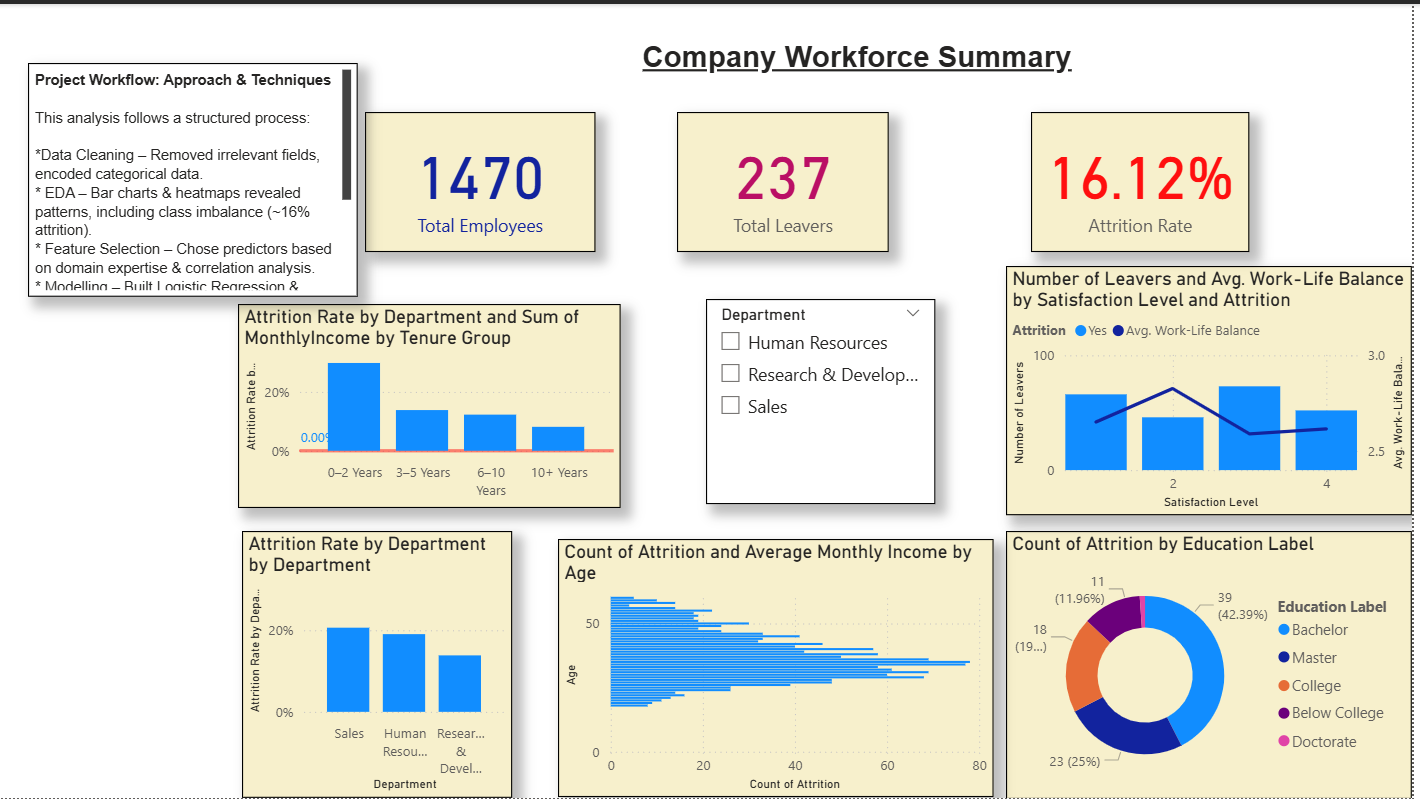 Company Workforce Summary
Project Workflow: Approach & Techniques
This analysis follows a structured process:
*Data Cleaning – Removed irrelevant fields,
encoded categorical data.
* EDA – Bar charts & heatmaps revealed
patterns, including class imbalance (~16%
attrition).
* Feature Selection – Chose predictors based
on domain expertise & correlation analysis.
* Modelling – Built Logistic Regression &
1470
Total Employees
237
Total Leavers
16.12%
Attrition Rate
Attrition Rate by Department and Sum of
MonthlyIncome by Tenure Group
Attrition Rate b...
20%
0%
0.00%
0–2 Years
3–5 Years
6–10
Years
10+ Years
Department
Human Resources
Research & Develop...
Sales
Number of Leavers and Avg. Work-Life Balance
by Satisfaction Level and Attrition
Attrition Yes Avg. Work-Life Balance
Number of Leavers
100
0
3.0
2.5
Avg. Work-Life Bala...
2
4
Satisfaction Level
Attrition Rate by Department
by Department
Attrition Rate by Depa...
20%
0%
Sales
Human
Resou...
Resear...
&
Devel...
Department
Count of Attrition and Average Monthly Income by
Age
Age
50
0
0
20
40
60
80
Count of Attrition
Count of Attrition by Education Label
11
(11.96%)
39
(42.39%)
18
(19...)
23 (25%)
Education Label
Bachelor
Master
College
Below College
Doctorate